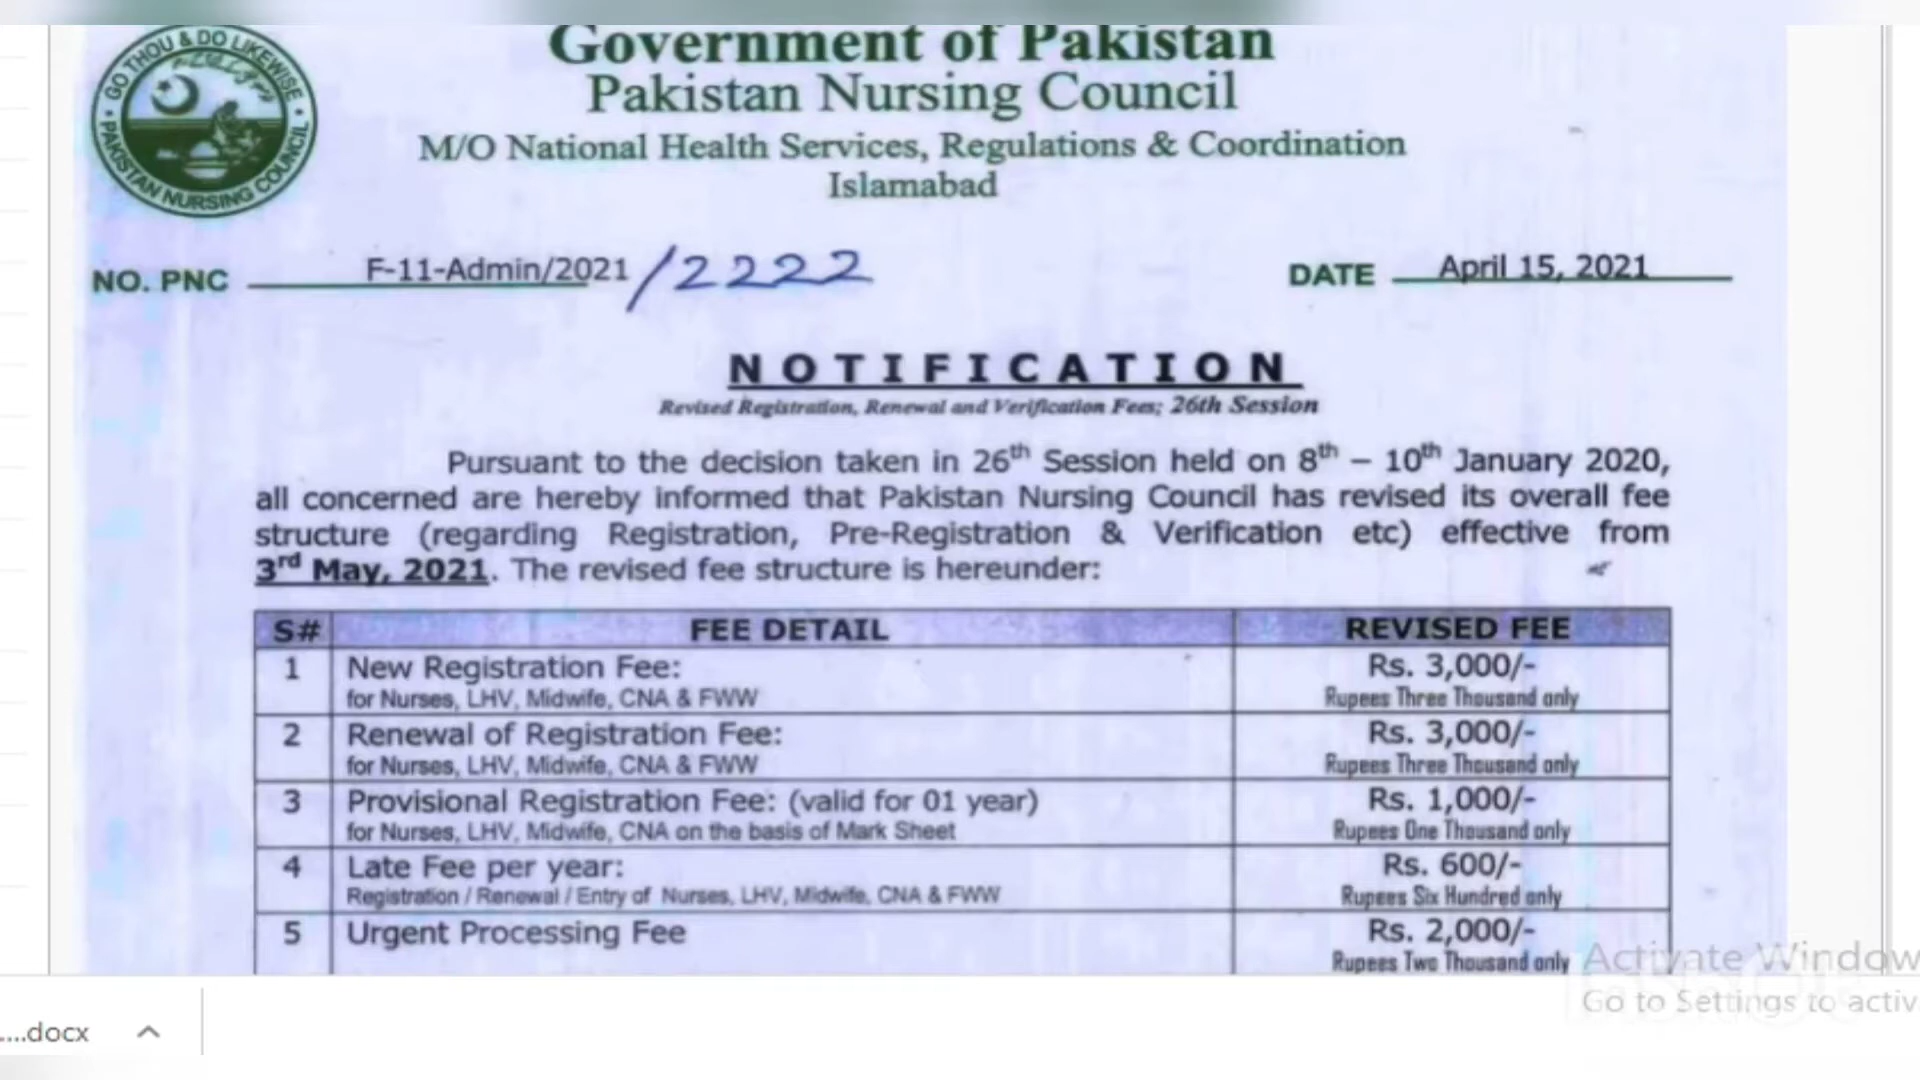 Government of Pakistan
Pakistan Nursing Council
M/O National Health Services, Regulations & Coordination
Islamabad
GO THOU & DO LIKEWISE
PAKISTAN NURSING COUNCIL
NO. PNC F-11-Admin/2021 /2222 DATE April 15, 2021
NOTIFICATION
Revised Registration, Renewal and Verification Fees; 26th Session
Pursuant to the decision taken in 26th Session held on 8th – 10th January 2020,
all concerned are hereby informed that Pakistan Nursing Council has revised its overall fee
structure (regarding Registration, Pre-Registration & Verification etc) effective from
3rd May, 2021. The revised fee structure is hereunder:
S# FEE DETAIL REVISED FEE
1 New Registration Fee: Rs. 3,000/-
for Nurses, LHV, Midwife, CNA & FWW Rupees Three Thousand only
2 Renewal of Registration Fee: Rs. 3,000/-
for Nurses, LHV, Midwife, CNA & FWW Rupees Three Thousand only
3 Provisional Registration Fee: (valid for 01 year) Rs. 1,000/-
for Nurses, LHV, Midwife, CNA on the basis of Mark Sheet Rupees One Thousand only
4 Late Fee per year: Rs. 600/-
Registration / Renewal / Entry of Nurses, LHV, Midwife, CNA & FWW Rupees Six Hundred only
5 Urgent Processing Fee Rs. 2,000/-
Rupees Two Thousand only
Activate Window
Go to Settings to activ
....docx